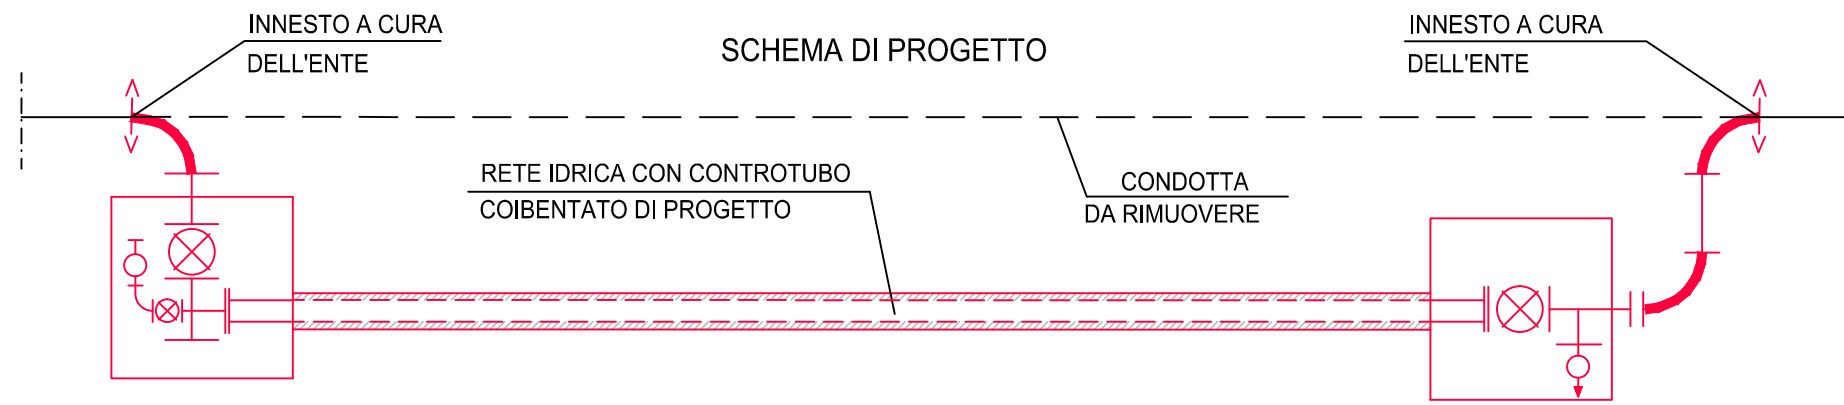 INNESTO A CURA
DELL'ENTE
SCHEMA DI PROGETTO
INNESTO A CURA
DELL'ENTE
RETE IDRICA CON CONTROTUBO
COIBENTATO DI PROGETTO
CONDOTTA
DA RIMUOVERE